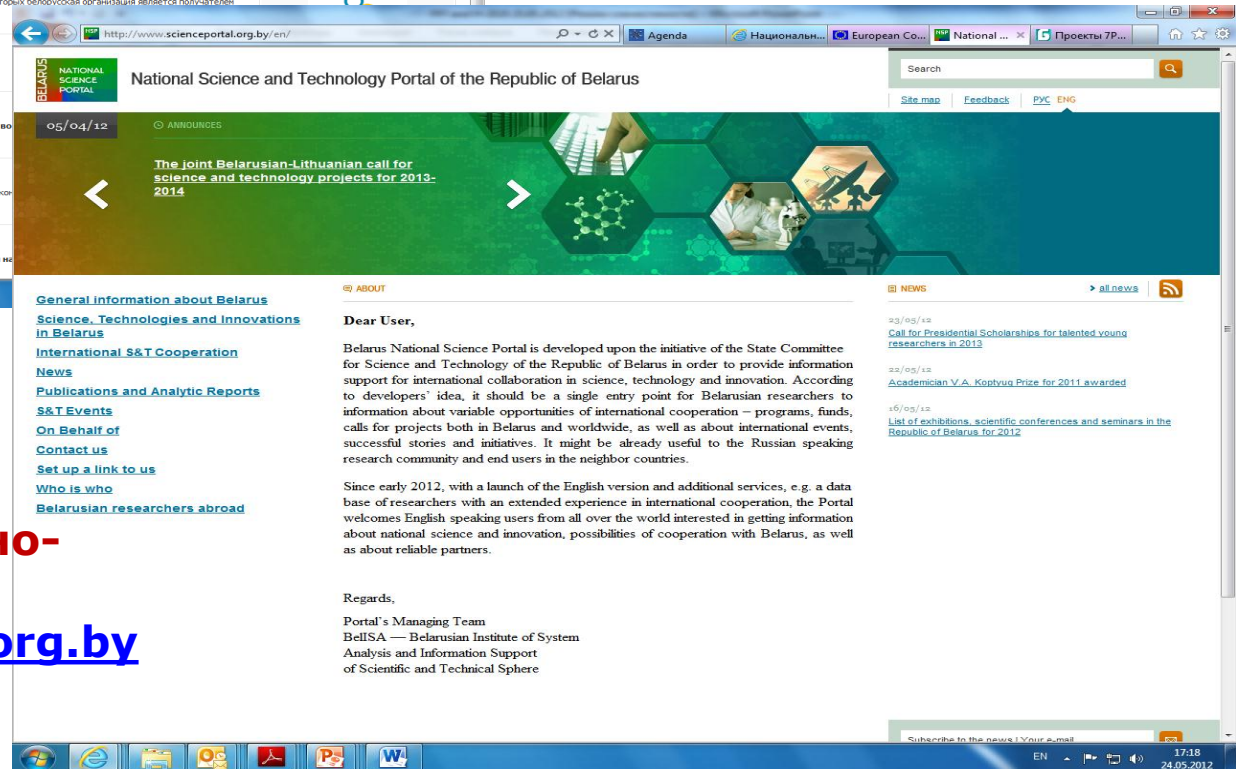 орых белорусская организация является получателем
http://www.scienceportal.org.by/en/
Agenda
Национальн...
European Co...
National ...
Проекты 7Р...
BELARUS
NATIONAL
SCIENCE
PORTAL
National Science and Technology Portal of the Republic of Belarus
Search
Site map
Feedback
РУС ENG
05/04/12
ANNOUNCES
The joint Belarusian-Lithuanian call for
science and technology projects for 2013-
2014
General information about Belarus
Science, Technologies and Innovations
in Belarus
International S&T Cooperation
News
Publications and Analytic Reports
S&T Events
On Behalf of
Contact us
Set up a link to us
Who is who
Belarusian researchers abroad
ABOUT
Dear User,
Belarus National Science Portal is developed upon the initiative of the State Committee
for Science and Technology of the Republic of Belarus in order to provide information
support for international collaboration in science, technology and innovation. According
to developers' idea, it should be a single entry point for Belarusian researchers to
information about variable opportunities of international cooperation – programs, funds,
calls for projects both in Belarus and worldwide, as well as about international events,
successful stories and initiatives. It might be already useful to the Russian speaking
research community and end users in the neighbor countries.
Since early 2012, with a launch of the English version and additional services, e.g. a data
base of researchers with an extended experience in international cooperation, the Portal
welcomes English speaking users from all over the world interested in getting information
about national science and innovation, possibilities of cooperation with Belarus, as well
as about reliable partners.
Regards,
Portal's Managing Team
BelISA — Belarusian Institute of System
Analysis and Information Support
of Scientific and Technical Sphere
NEWS
all news
23/05/12
Call for Presidential Scholarships for talented young
researchers in 2013
22/05/12
Academician V.A. Koptyug Prize for 2011 awarded
16/05/12
List of exhibitions, scientific conferences and seminars in the
Republic of Belarus for 2012
но-
org.by
Subscribe to the news! Your e-mail
EN
17:18
24.05.2012